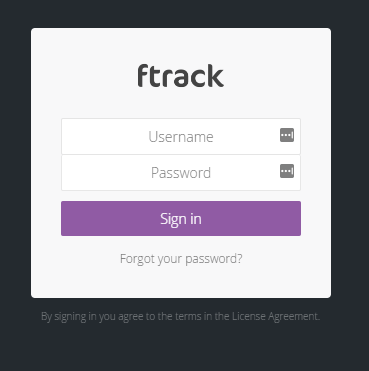 ftrack
Username
Password
Sign in
Forgot your password?
By signing in you agree to the terms in the License Agreement.